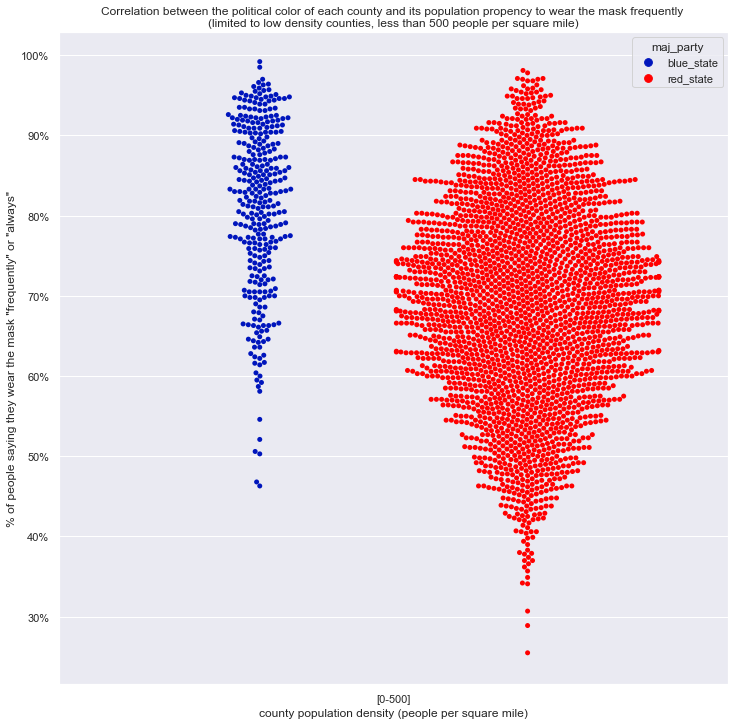 Correlation between the political color of each county and its population propency to wear the mask frequently
(limited to low density counties, less than 500 people per square mile)
maj_party
blue_state
red_state
100%
90%
80%
70%
60%
50%
40%
30%
% of people saying they wear the mask "frequently" or "always"
[0-500]
county population density (people per square mile)